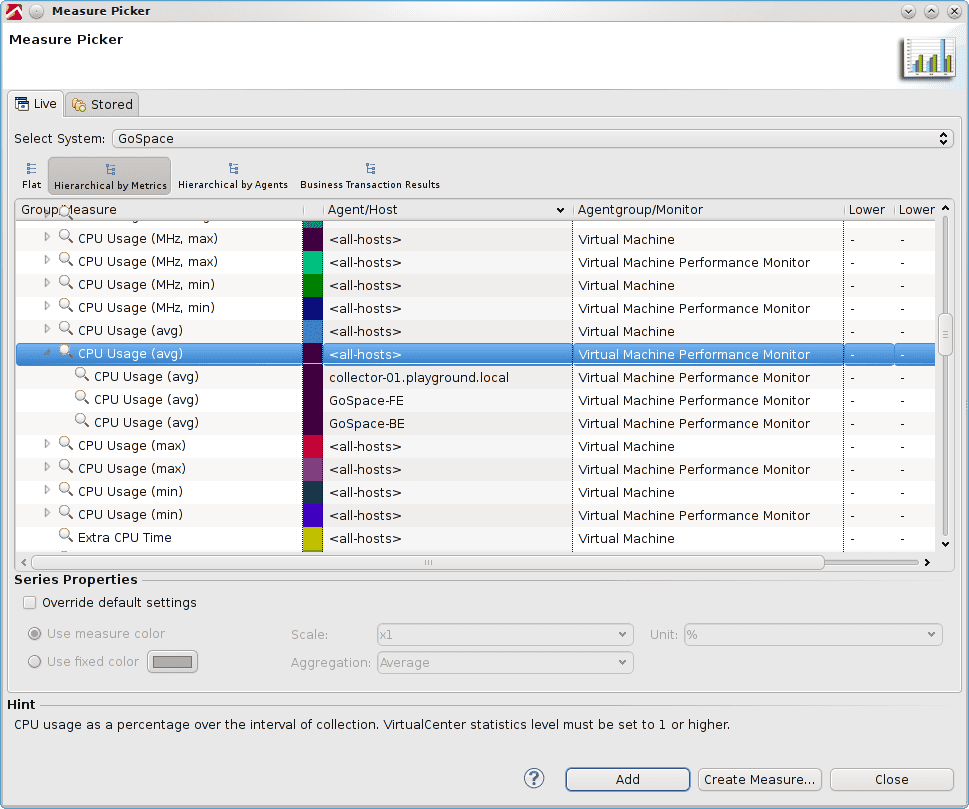 Measure Picker
Measure Picker
Live Stored
Select System: GoSpace
Flat Hierarchical by Metrics Hierarchical by Agents Business Transaction Results
Group/Measure Agent/Host Agentgroup/Monitor Lower Lower
CPU Usage (MHz, max) <all-hosts> Virtual Machine - -
CPU Usage (MHz, max) <all-hosts> Virtual Machine Performance Monitor - -
CPU Usage (MHz, min) <all-hosts> Virtual Machine - -
CPU Usage (MHz, min) <all-hosts> Virtual Machine Performance Monitor - -
CPU Usage (avg) <all-hosts> Virtual Machine - -
CPU Usage (avg) <all-hosts> Virtual Machine Performance Monitor - -
CPU Usage (avg) collector-01.playground.local Virtual Machine Performance Monitor - -
CPU Usage (avg) GoSpace-FE Virtual Machine Performance Monitor - -
CPU Usage (avg) GoSpace-BE Virtual Machine Performance Monitor - -
CPU Usage (max) <all-hosts> Virtual Machine - -
CPU Usage (max) <all-hosts> Virtual Machine Performance Monitor - -
CPU Usage (min) <all-hosts> Virtual Machine - -
CPU Usage (min) <all-hosts> Virtual Machine Performance Monitor - -
Extra CPU Time <all-hosts> Virtual Machine - -
Series Properties
Override default settings
Use measure color Scale: x1 Unit: %
Use fixed color Aggregation: Average
Hint
CPU usage as a percentage over the interval of collection. VirtualCenter statistics level must be set to 1 or higher.
? Add Create Measure... Close